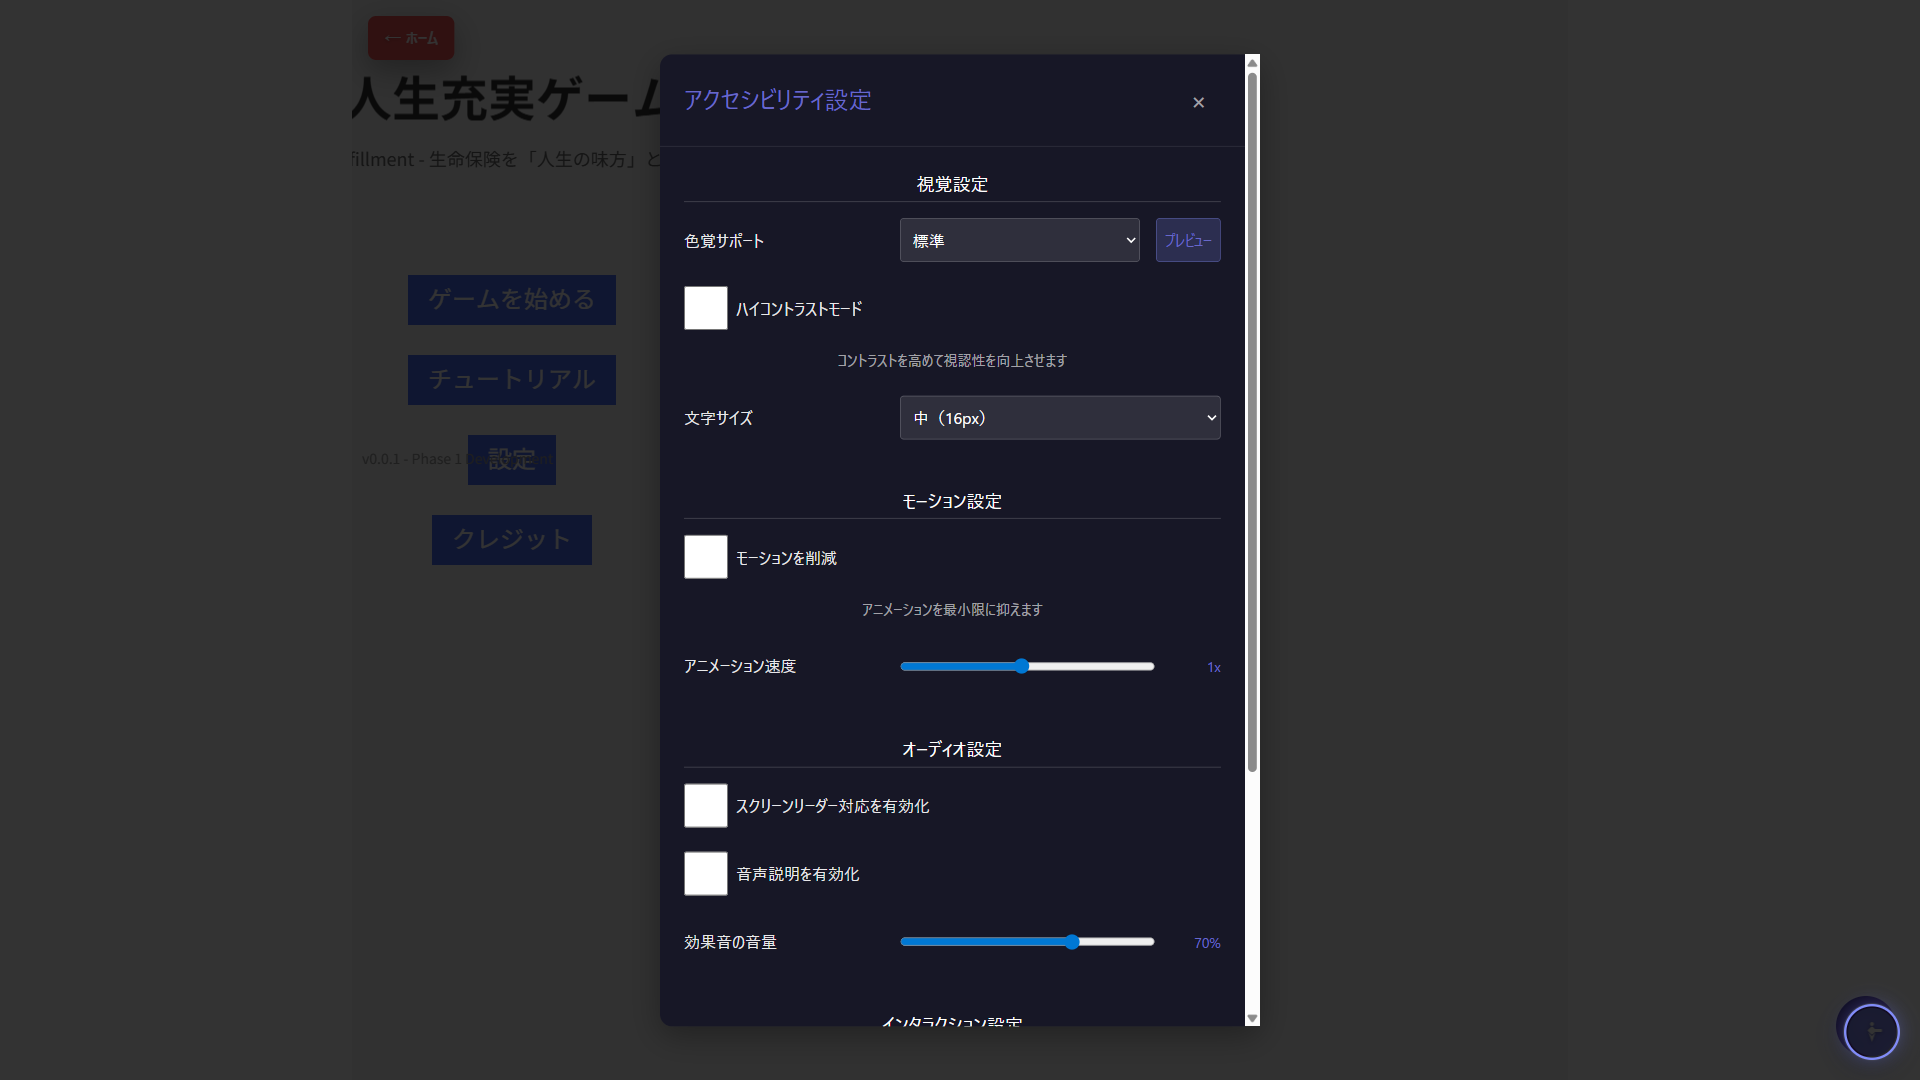 ← ホーム
人生充実ゲーム
fillment - 生命保険を「人生の味方」と
ゲームを始める
チュートリアル
設定
v0.0.1 - Phase 1 Development
クレジット
アクセシビリティ設定
×
視覚設定
色覚サポート 標準 プレビュー
ハイコントラストモード
コントラストを高めて視認性を向上させます
文字サイズ 中（16px）
モーション設定
モーションを削減
アニメーションを最小限に抑えます
アニメーション速度 1x
オーディオ設定
スクリーンリーダー対応を有効化
音声説明を有効化
効果音の音量 70%
インタラクション設定